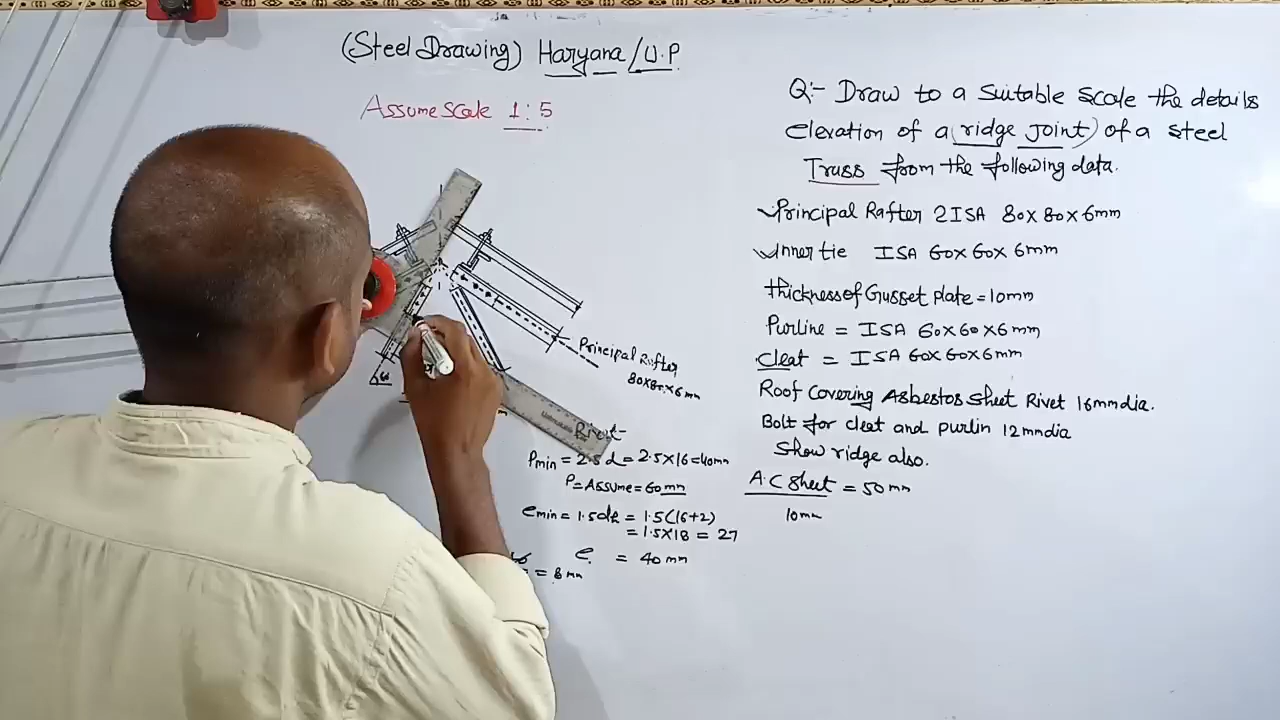 (Steel Drawing) Haryana/U.P
Assume scale 1:5
Q:- Draw to a suitable scale the details
elevation of a (ridge joint) of a steel
Truss from the following data.
Principal Rafter 2ISA 80x80x6mm
Inner tie ISA 60x60x6mm
thickness of Gusset plate = 10mm
Purline = ISA 60x60x6mm
Cleat = ISA 60x60x6mm
Roof Covering Asbestos sheet Rivet 16mm dia.
Bolt for cleat and purlin 12mm dia
Show ridge also.
A.C Sheet = 50mm
10mm
Principal Rafter
80x80x6mm
Rivet
Pmin = 2.5d = 2.5x16=40mm
P=Assume=60mm
emin = 1.5dh = 1.5(16+2)
= 1.5x18 = 27
e. = 40mm
= 8mm